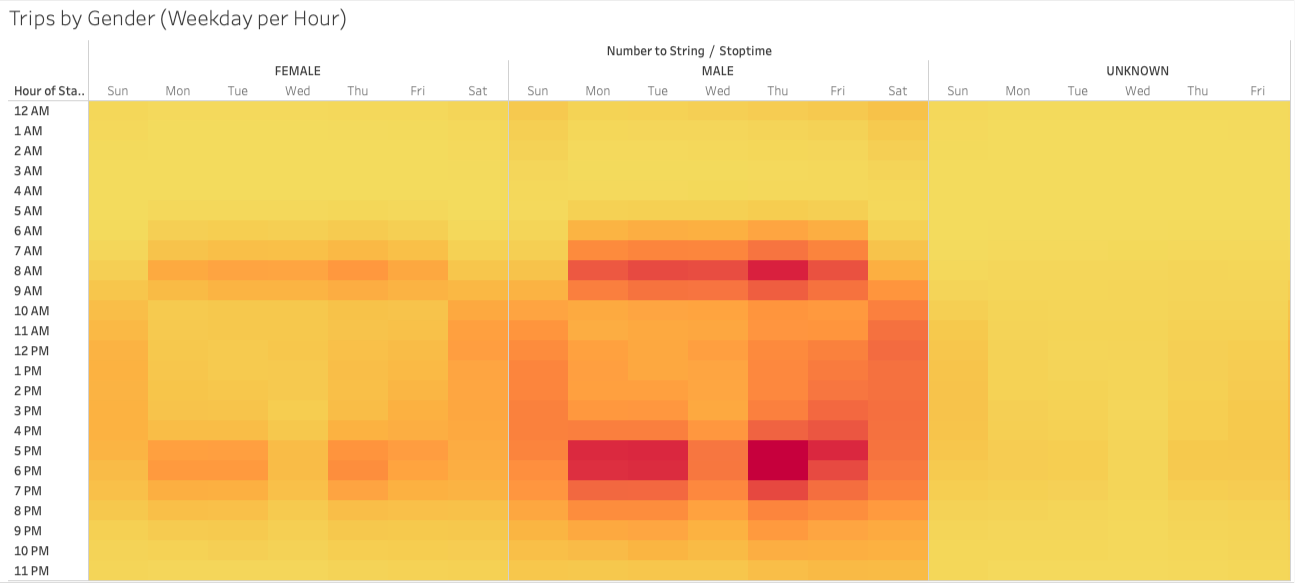 Trips by Gender (Weekday per Hour)
Number to String / Stoptime
FEMALE MALE UNKNOWN
Hour of Sta.. Sun Mon Tue Wed Thu Fri Sat Sun Mon Tue Wed Thu Fri Sat Sun Mon Tue Wed Thu Fri
12 AM
1 AM
2 AM
3 AM
4 AM
5 AM
6 AM
7 AM
8 AM
9 AM
10 AM
11 AM
12 PM
1 PM
2 PM
3 PM
4 PM
5 PM
6 PM
7 PM
8 PM
9 PM
10 PM
11 PM